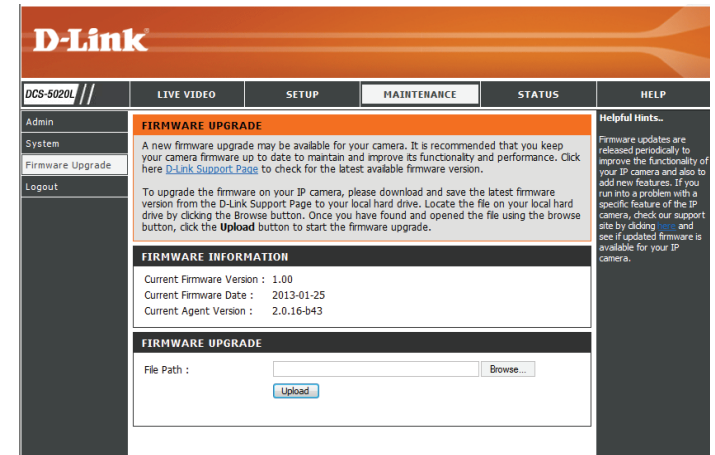 D-Link
DCS-5020L //
LIVE VIDEO
SETUP
MAINTENANCE
STATUS
HELP
Admin
System
Firmware Upgrade
Logout
FIRMWARE UPGRADE
A new firmware upgrade may be available for your camera. It is recommended that you keep
your camera firmware up to date to maintain and improve its functionality and performance. Click
here D-Link Support Page to check for the latest available firmware version.
To upgrade the firmware on your IP camera, please download and save the latest firmware
version from the D-Link Support Page to your local hard drive. Locate the file on your local hard
drive by clicking the Browse button. Once you have found and opened the file using the browse
button, click the Upload button to start the firmware upgrade.
FIRMWARE INFORMATION
Current Firmware Version : 1.00
Current Firmware Date : 2013-01-25
Current Agent Version : 2.0.16-b43
FIRMWARE UPGRADE
File Path :
Browse...
Upload
Helpful Hints..
Firmware updates are
released periodically to
improve the functionality of
your IP camera and also to
add new features. If you
run into a problem with a
specific feature of the IP
camera, check our support
site by clicking here and
see if updated firmware is
available for your IP
camera.